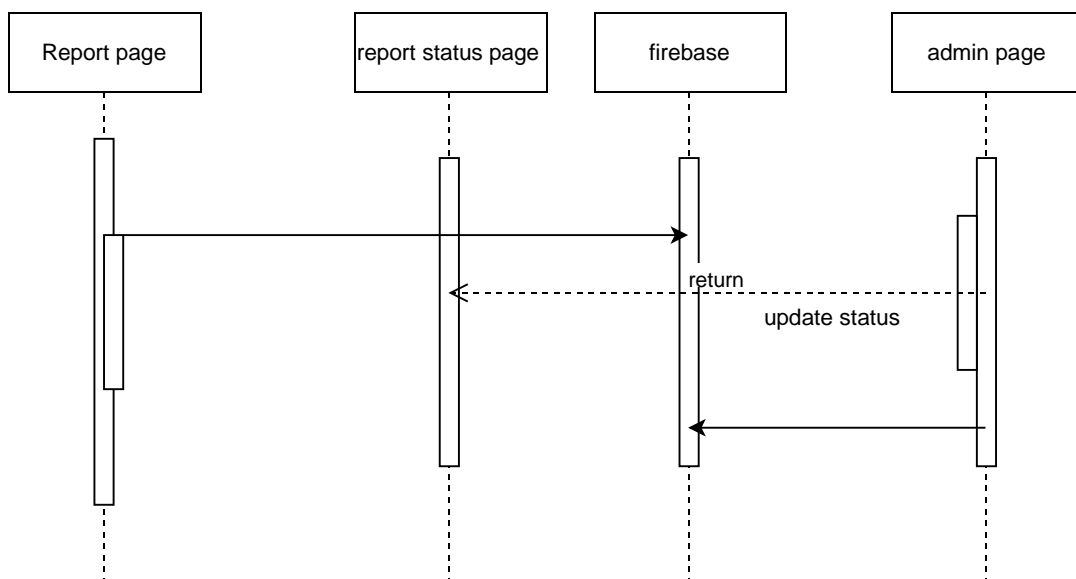 Report page
report status page
firebase
admin page
return
update status